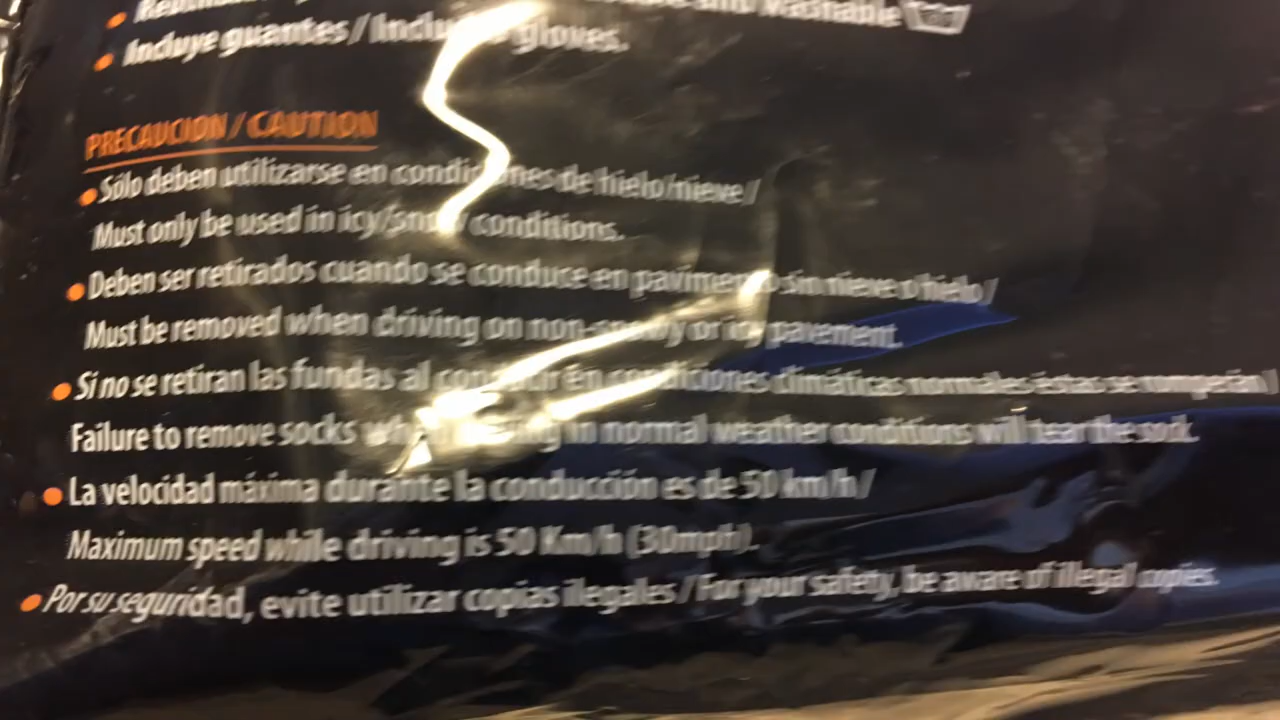 and Washable
• Incluye guantes / Includes gloves.
PRECAUCION / CAUTION
• Sólo deben utilizarse en condiciones de hielo/nieve /
Must only be used in icy/snowy conditions.
• Deben ser retirados cuando se conduce en pavimento sin nieve o hielo /
Must be removed when driving on non-snowy or icy pavement.
• Si no se retiran las fundas al conducir en condiciones climáticas normales éstas se romperán /
Failure to remove socks when driving in normal weather conditions will tear the sock.
• La velocidad máxima durante la conducción es de 50 km/h /
Maximum speed while driving is 50 Km/h (30mph).
• Por su seguridad, evite utilizar copias ilegales / For your safety, be aware of illegal copies.